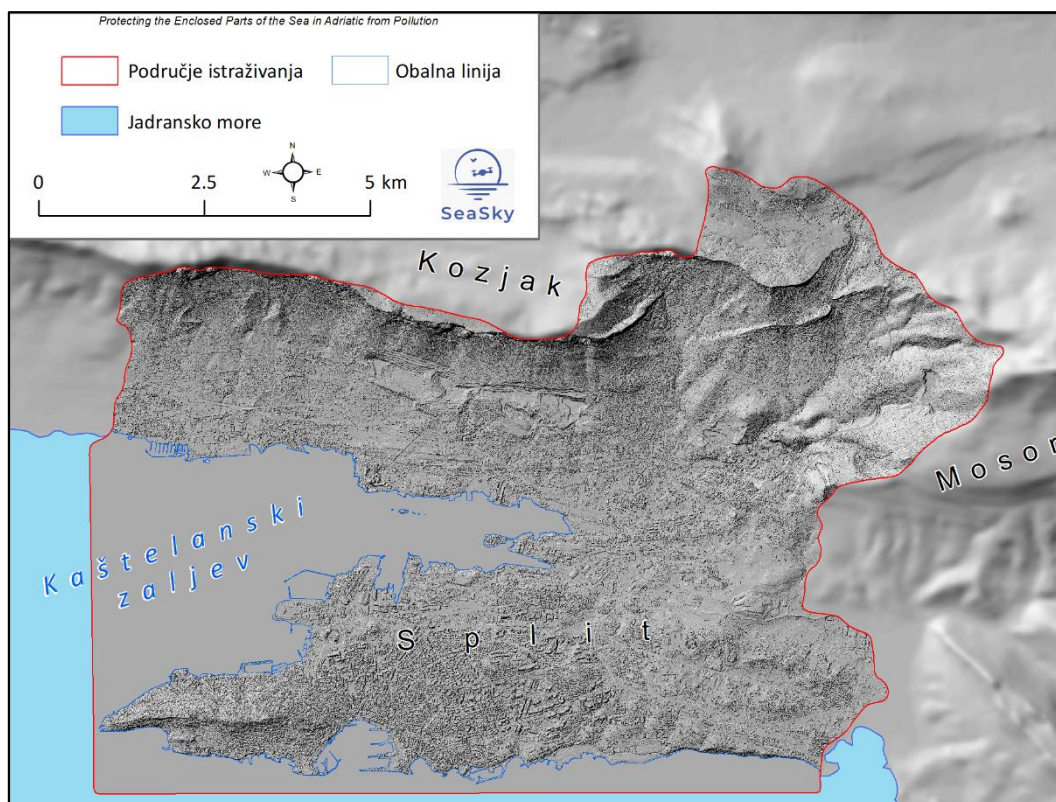 Protecting the Enclosed Parts of the Sea in Adriatic from Pollution
Područje istraživanja
Obalna linija
Jadransko more
N
W E
S
0 2.5 5 km
SeaSky
Kozjak
Mosor
Kaštelanski
zaljev
Split